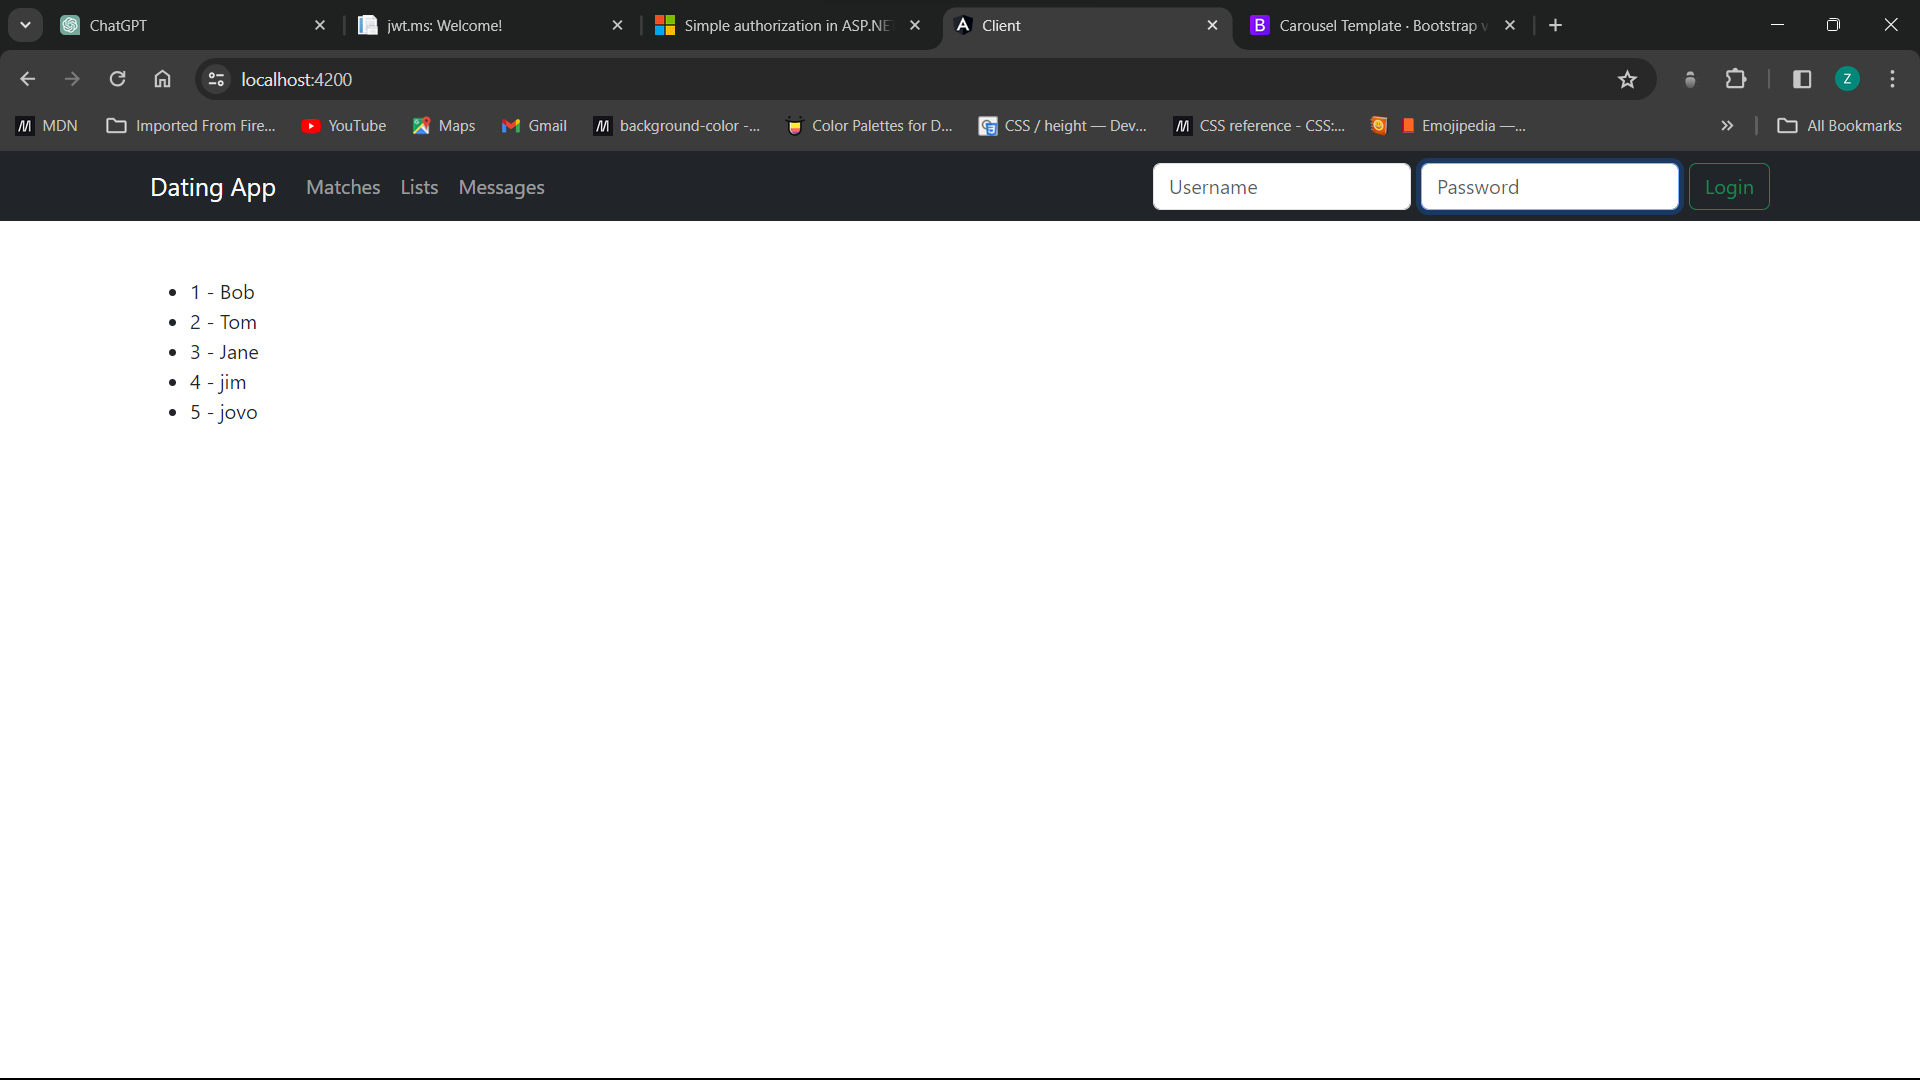 ChatGPT
jwt.ms: Welcome!
Simple authorization in ASP.NE
Client
Carousel Template · Bootstrap v
localhost:4200
Z
MDN
Imported From Fire...
YouTube
Maps
Gmail
background-color -...
Color Palettes for D...
CSS / height — Dev...
CSS reference - CSS:...
Emojipedia —...
All Bookmarks
Dating App
Matches
Lists
Messages
Username
Password
Login
1 - Bob
2 - Tom
3 - Jane
4 - jim
5 - jovo